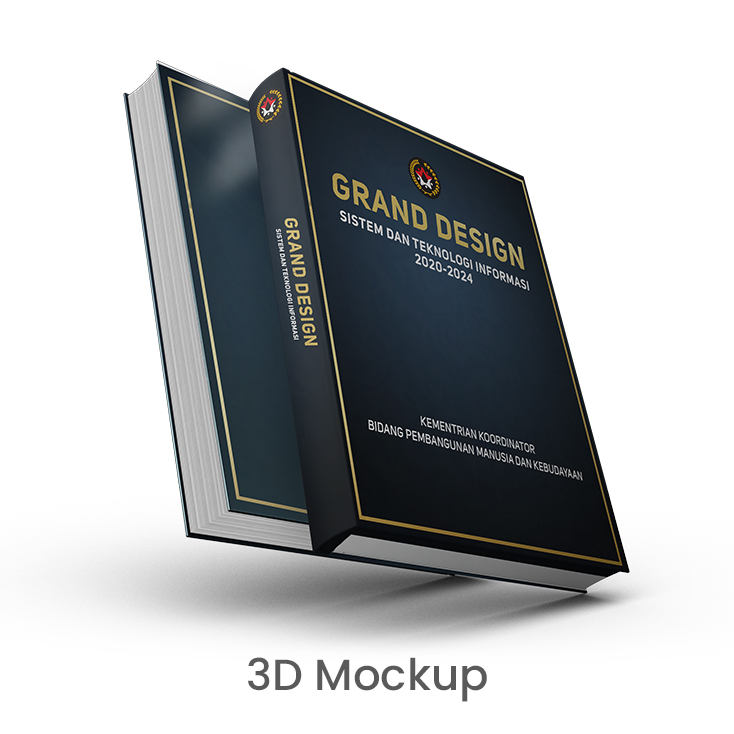 GRAND DESIGN
SISTEM DAN TEKNOLOGI INFORMASI
2020-2024
KEMENTRIAN KOORDINATOR
BIDANG PEMBANGUNAN MANUSIA DAN KEBUDAYAAN
GRAND DESIGN
SISTEM DAN TEKNOLOGI INFORMASI
3D Mockup